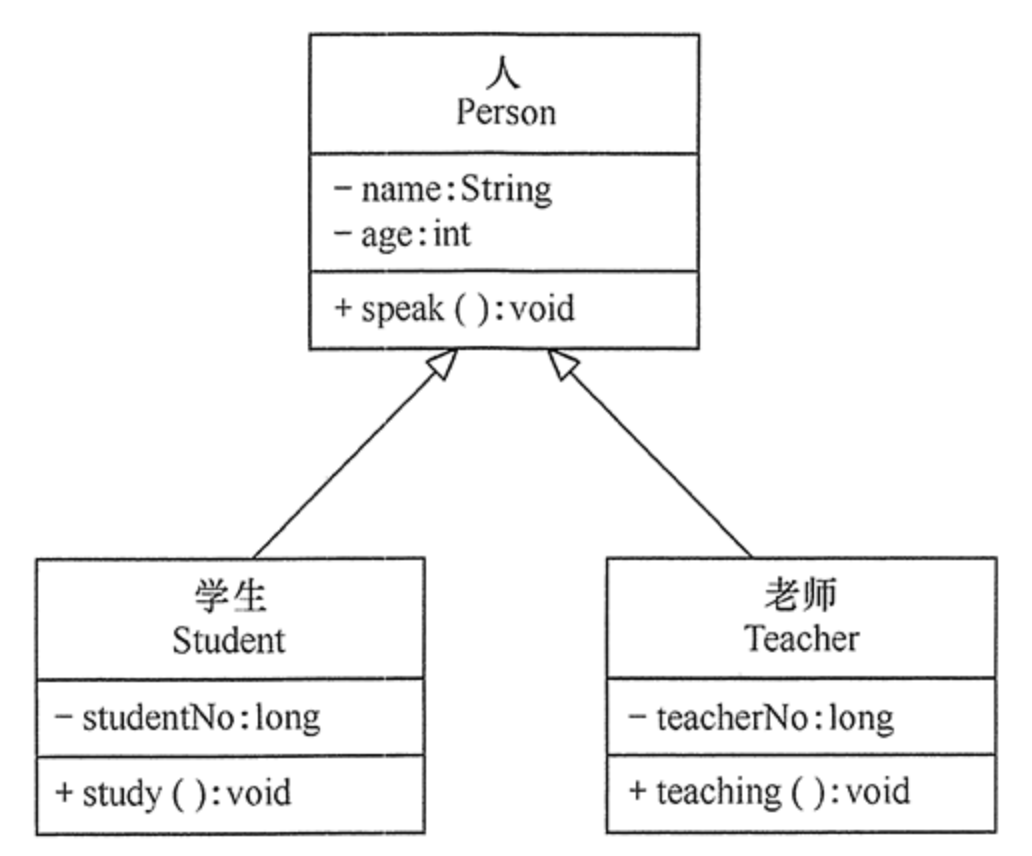 人
Person
- name:String
- age:int
+ speak ( ):void
学生
Student
- studentNo:long
+ study ( ):void
老师
Teacher
- teacherNo:long
+ teaching ( ):void